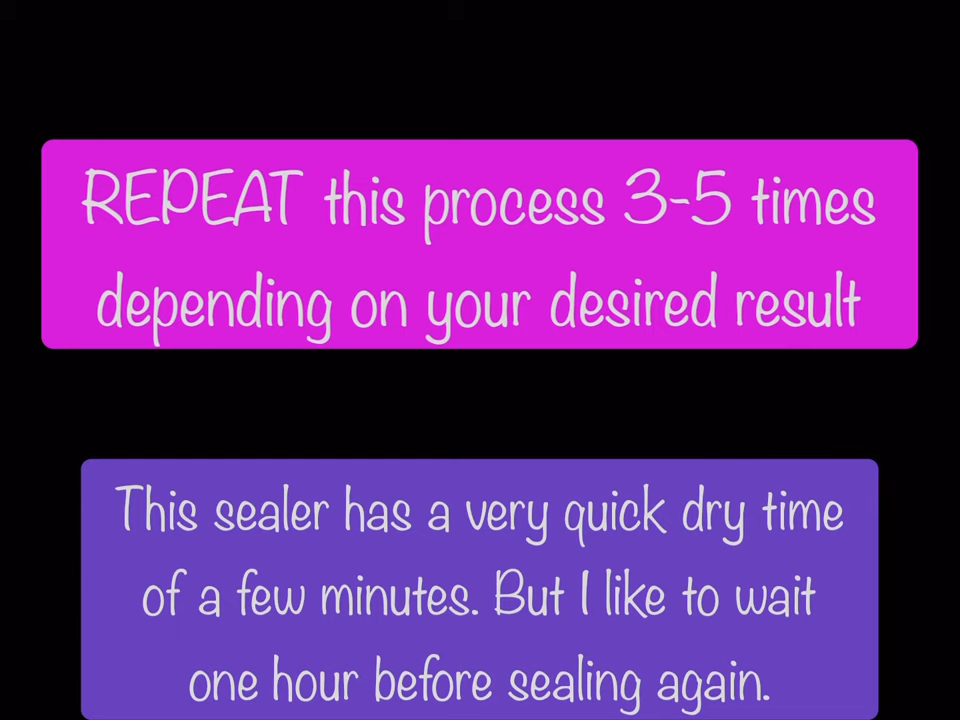 REPEAT this process 3-5 times
depending on your desired result
This sealer has a very quick dry time
of a few minutes. But I like to wait
one hour before sealing again.